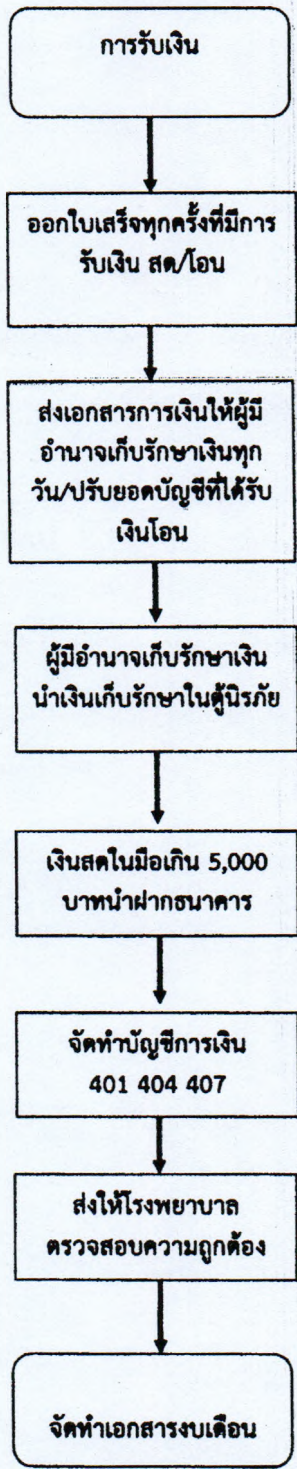 การรับเงิน
ออกใบเสร็จทุกครั้งที่มีการ
รับเงิน สด/โอน
ส่งเอกสารการเงินให้ผู้มี
อำนาจเก็บรักษาเงินทุก
วัน/ปรับยอดบัญชีที่ได้รับ
เงินโอน
ผู้มีอำนาจเก็บรักษาเงิน
นำเงินเก็บรักษาในตู้นิรภัย
เงินสดในมือเกิน 5,000
บาทนำฝากธนาคาร
จัดทำบัญชีการเงิน
401 404 407
ส่งให้โรงพยาบาล
ตรวจสอบความถูกต้อง
จัดทำเอกสารงบเดือน